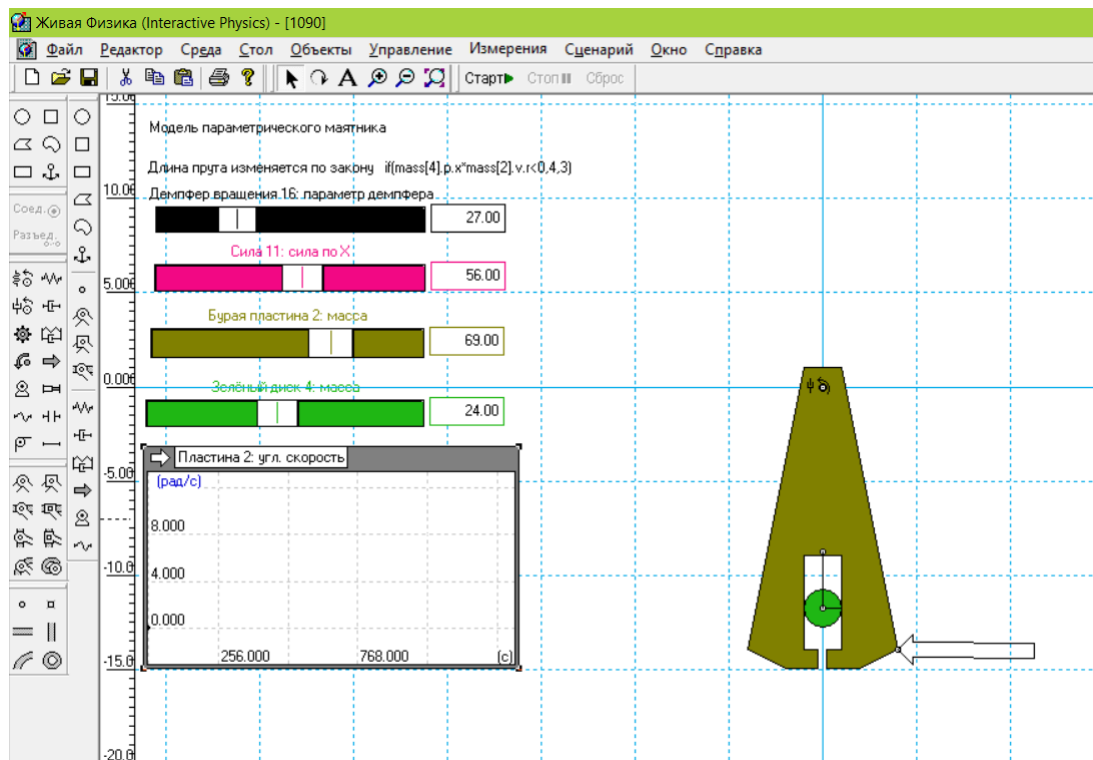 Живая Физика (Interactive Physics) - [1090]
Файл Редактор Среда Стол Объекты Управление Измерения Сценарий Окно Справка
Старт Стоп Сброс
Соед.
Разъед.
15.00
Модель параметрического маятника
Длина прута изменяется по закону if(mass[4].p.x*mass[2].v.r<0,4,3)
10.00
Демпфер вращения 16: параметр демпфера
27.00
Сила 11: сила по X
5.000
56.00
Бурая пластина 2: масса
69.00
0.000
Зелёный диск 4: масса
24.00
Пластина 2: угл. скорость
-5.00
(рад/с)
8.000
4.000
-10.0
0.000
256.000 768.000 (с)
-15.0
-20.0